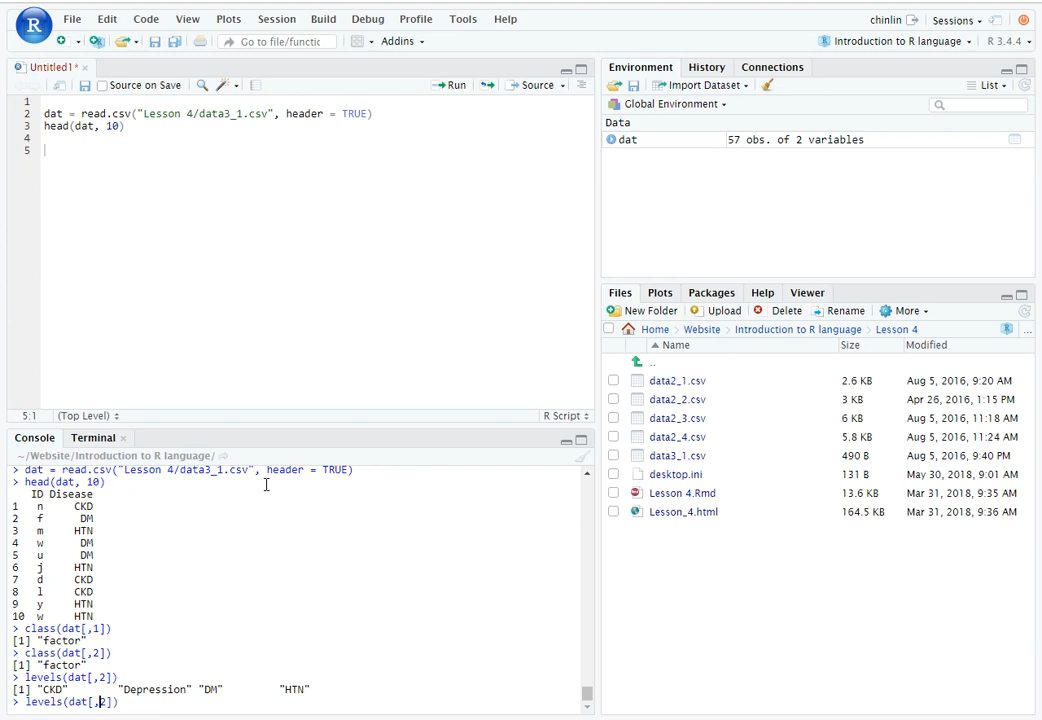 R File Edit Code View Plots Session Build Debug Profile Tools Help chinlin Sessions
Go to file/functic Addins Introduction to R language R 3.4.4
Untitled1*
Source on Save Run Source
1
2 dat = read.csv("Lesson 4/data3_1.csv", header = TRUE)
3 head(dat, 10)
4
5
5:1 (Top Level) R Script
Console Terminal
~/Website/Introduction to R language/
> dat = read.csv("Lesson 4/data3_1.csv", header = TRUE)
> head(dat, 10)
ID Disease
1 n CKD
2 f DM
3 m HTN
4 w DM
5 u DM
6 j HTN
7 d CKD
8 l CKD
9 y HTN
10 w HTN
> class(dat[,1])
[1] "factor"
> class(dat[,2])
[1] "factor"
> levels(dat[,2])
[1] "CKD" "Depression" "DM" "HTN"
> levels(dat[,2])
Environment History Connections
Import Dataset List
Global Environment
Data
dat 57 obs. of 2 variables
Files Plots Packages Help Viewer
New Folder Upload Delete Rename More
Home Website Introduction to R language Lesson 4 ...
Name Size Modified
..
data2_1.csv 2.6 KB Aug 5, 2016, 9:20 AM
data2_2.csv 3 KB Apr 26, 2016, 1:15 PM
data2_3.csv 6 KB Aug 5, 2016, 11:18 AM
data2_4.csv 5.8 KB Aug 5, 2016, 11:24 AM
data3_1.csv 490 B Aug 5, 2016, 9:40 PM
desktop.ini 131 B May 30, 2018, 9:01 AM
Lesson 4.Rmd 13.6 KB Mar 31, 2018, 9:35 AM
Lesson_4.html 164.5 KB Mar 31, 2018, 9:36 AM